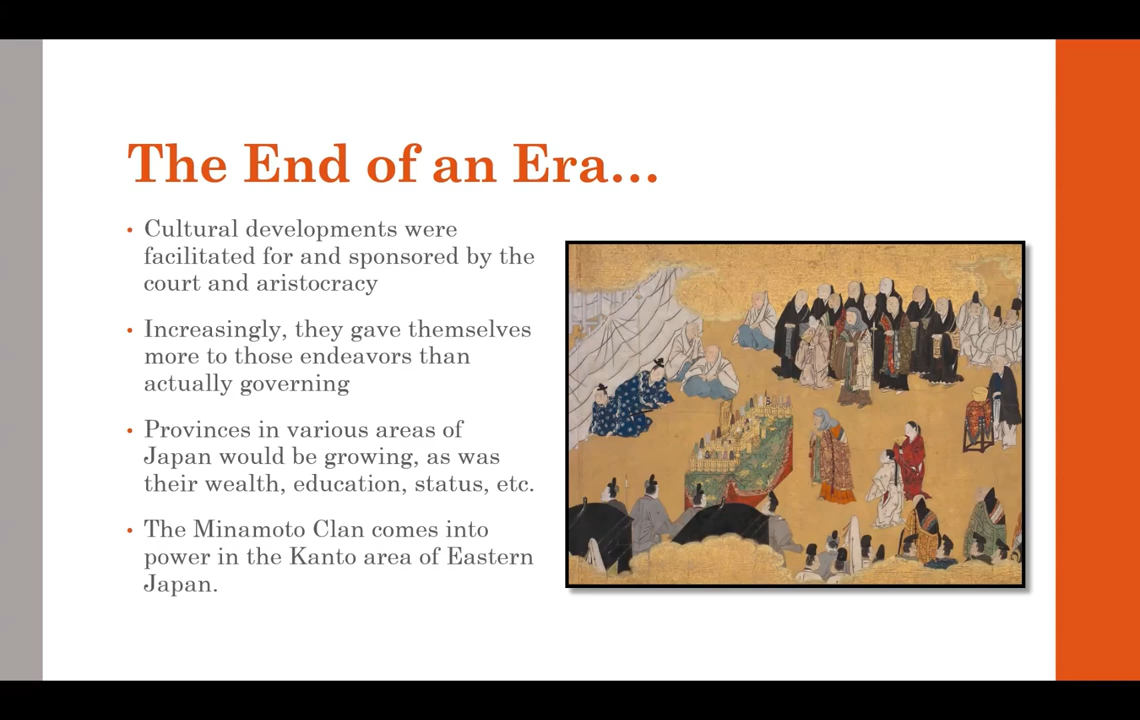 The End of an Era...
• Cultural developments were
facilitated for and sponsored by the
court and aristocracy
• Increasingly, they gave themselves
more to those endeavors than
actually governing
• Provinces in various areas of
Japan would be growing, as was
their wealth, education, status, etc.
• The Minamoto Clan comes into
power in the Kanto area of Eastern
Japan.